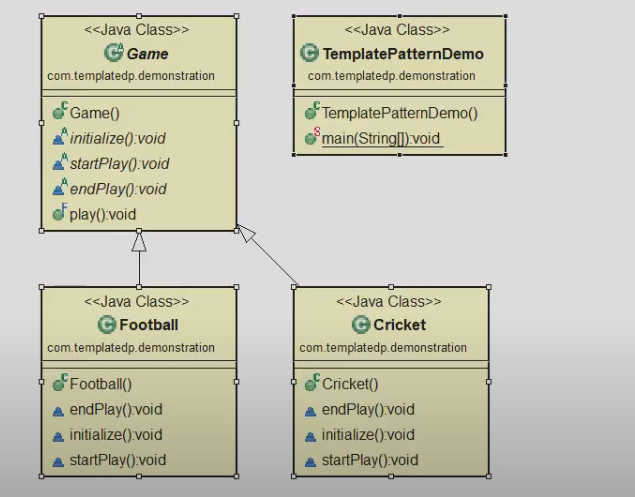 <<Java Class>>
Game
com.templatedp.demonstration
Game()
initialize():void
startPlay():void
endPlay():void
play():void
<<Java Class>>
TemplatePatternDemo
com.templatedp.demonstration
TemplatePatternDemo()
main(String[]):void
<<Java Class>>
Football
com.templatedp.demonstration
Football()
endPlay():void
initialize():void
startPlay():void
<<Java Class>>
Cricket
com.templatedp.demonstration
Cricket()
endPlay():void
initialize():void
startPlay():void